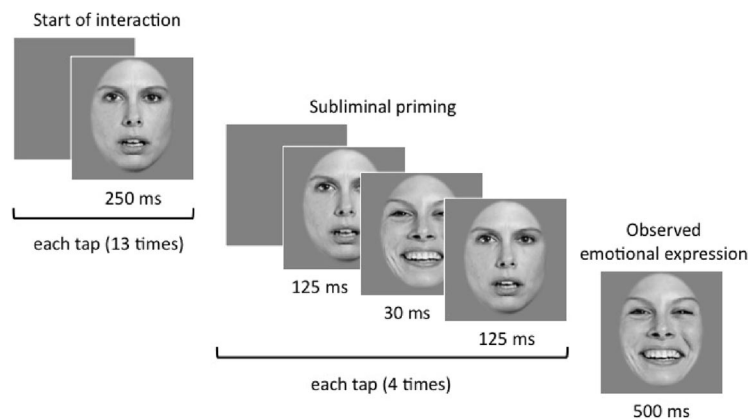 Start of interaction
250 ms
each tap (13 times)
Subliminal priming
125 ms
30 ms
125 ms
each tap (4 times)
Observed
emotional expression
500 ms